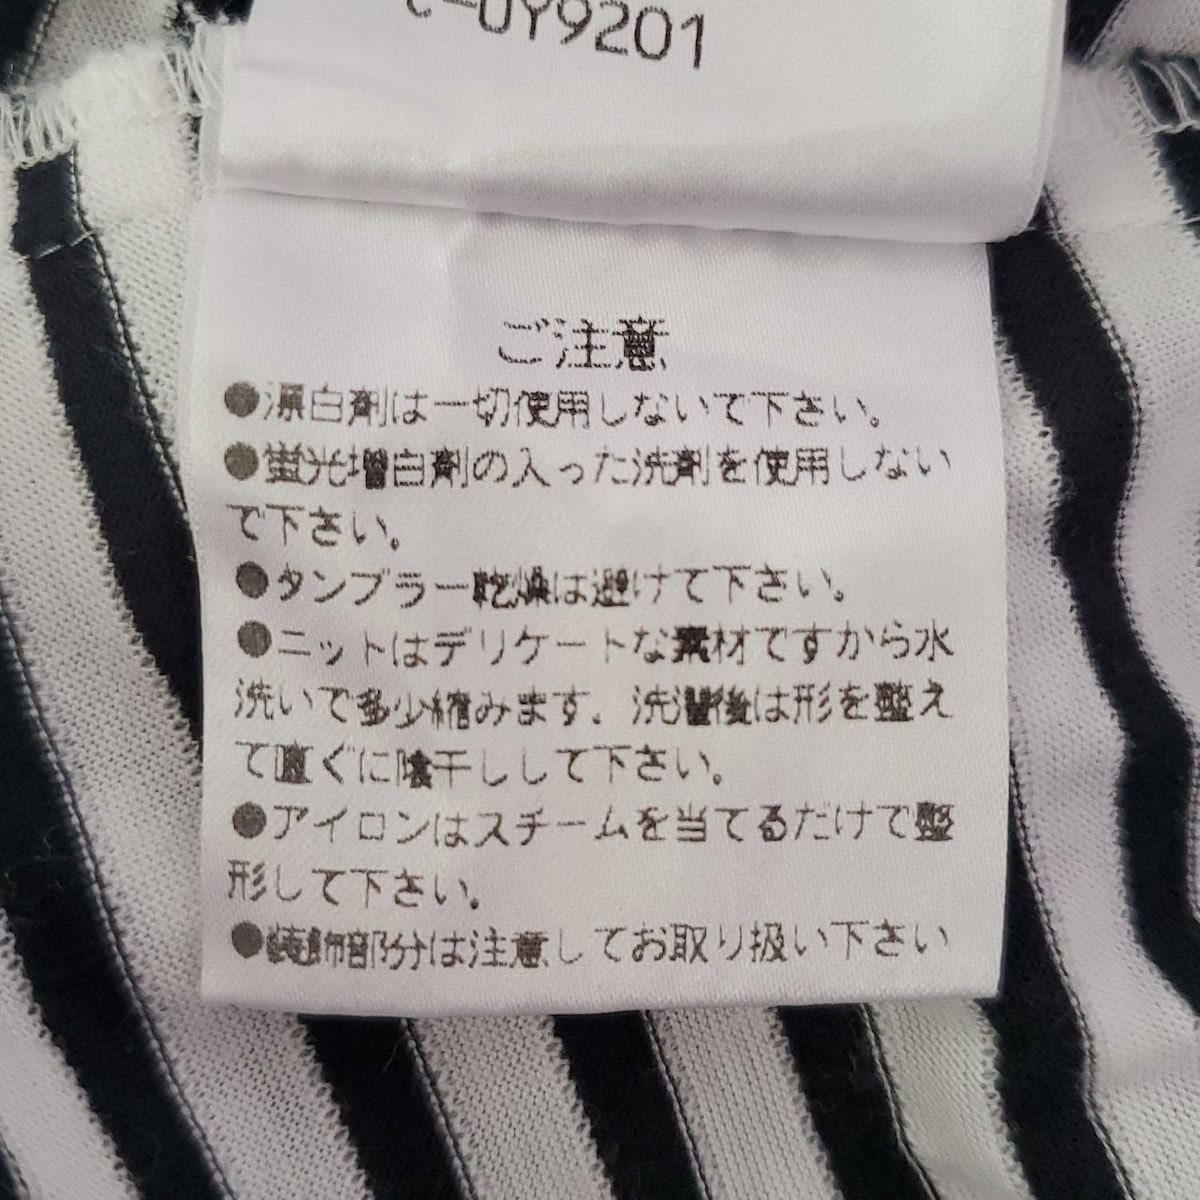 -UY9201
ご注意
●漂白剤は一切使用しないで下さい。
●蛍光増白剤の入った洗剤を使用しない
で下さい。
●タンブラー乾燥は避けて下さい。
●ニットはデリケートな素材ですから水
洗いで多少縮みます、洗濯後は形を整え
て直ぐに陰干しして下さい。
●アイロンはスチームを当てるだけで整
形して下さい。
●装飾部分は注意してお取り扱い下さい